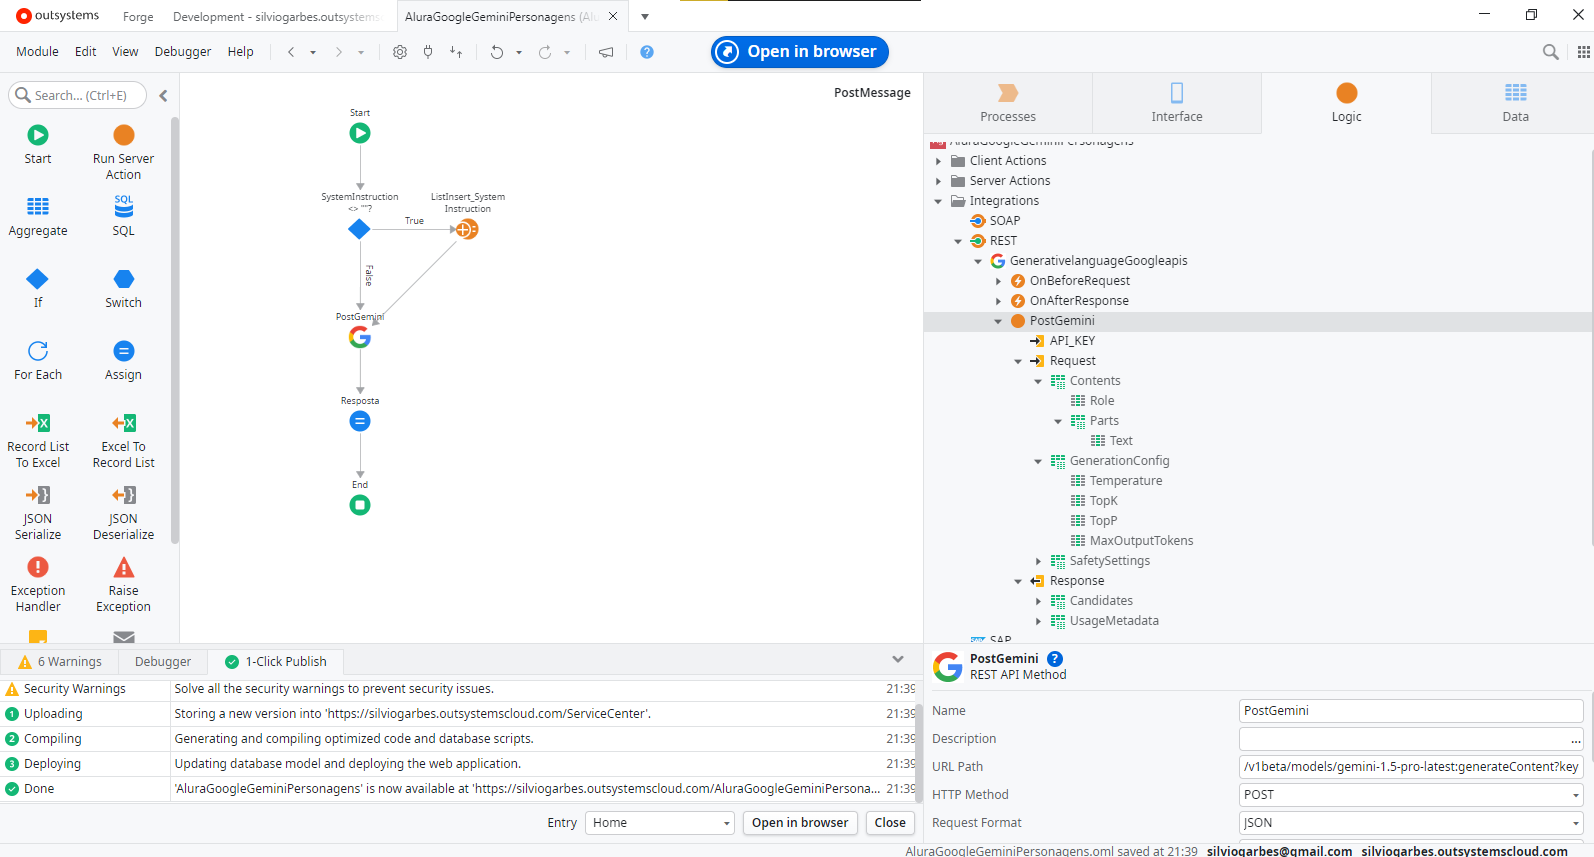 outsystems Forge Development - silviogarbes.outsystems AluraGoogleGeminiPersonagens (Alu
Module Edit View Debugger Help Open in browser
Search... (Ctrl+E)
Start
Run Server
Action
Aggregate
SQL
SQL
If
Switch
For Each
Assign
Record List
To Excel
Excel To
Record List
JSON
Serialize
JSON
Deserialize
Exception
Handler
Raise
Exception
PostMessage
Start
SystemInstruction
<> ""?
True
ListInsert_System
Instruction
False
PostGemini
Resposta
End
Processes
Interface
Logic
Data
AluraGoogleGeminiPersonagens
Client Actions
Server Actions
Integrations
SOAP
REST
GenerativelanguageGoogleapis
OnBeforeRequest
OnAfterResponse
PostGemini
API_KEY
Request
Contents
Role
Parts
Text
GenerationConfig
Temperature
TopK
TopP
MaxOutputTokens
SafetySettings
Response
Candidates
UsageMetadata
SAP
6 Warnings Debugger 1-Click Publish
Security Warnings Solve all the security warnings to prevent security issues. 21:39
1 Uploading Storing a new version into 'https://silviogarbes.outsystemscloud.com/ServiceCenter'. 21:39
2 Compiling Generating and compiling optimized code and database scripts. 21:39
3 Deploying Updating database model and deploying the web application. 21:39
Done 'AluraGoogleGeminiPersonagens' is now available at 'https://silviogarbes.outsystemscloud.com/AluraGoogleGeminiPersona... 21:39
Entry Home Open in browser Close
PostGemini ?
REST API Method
Name PostGemini
Description ...
URL Path /v1beta/models/gemini-1.5-pro-latest:generateContent?key
HTTP Method POST
Request Format JSON
AluraGoogleGeminiPersonagens.oml saved at 21:39 silviogarbes@gmail.com silviogarbes.outsystemscloud.com